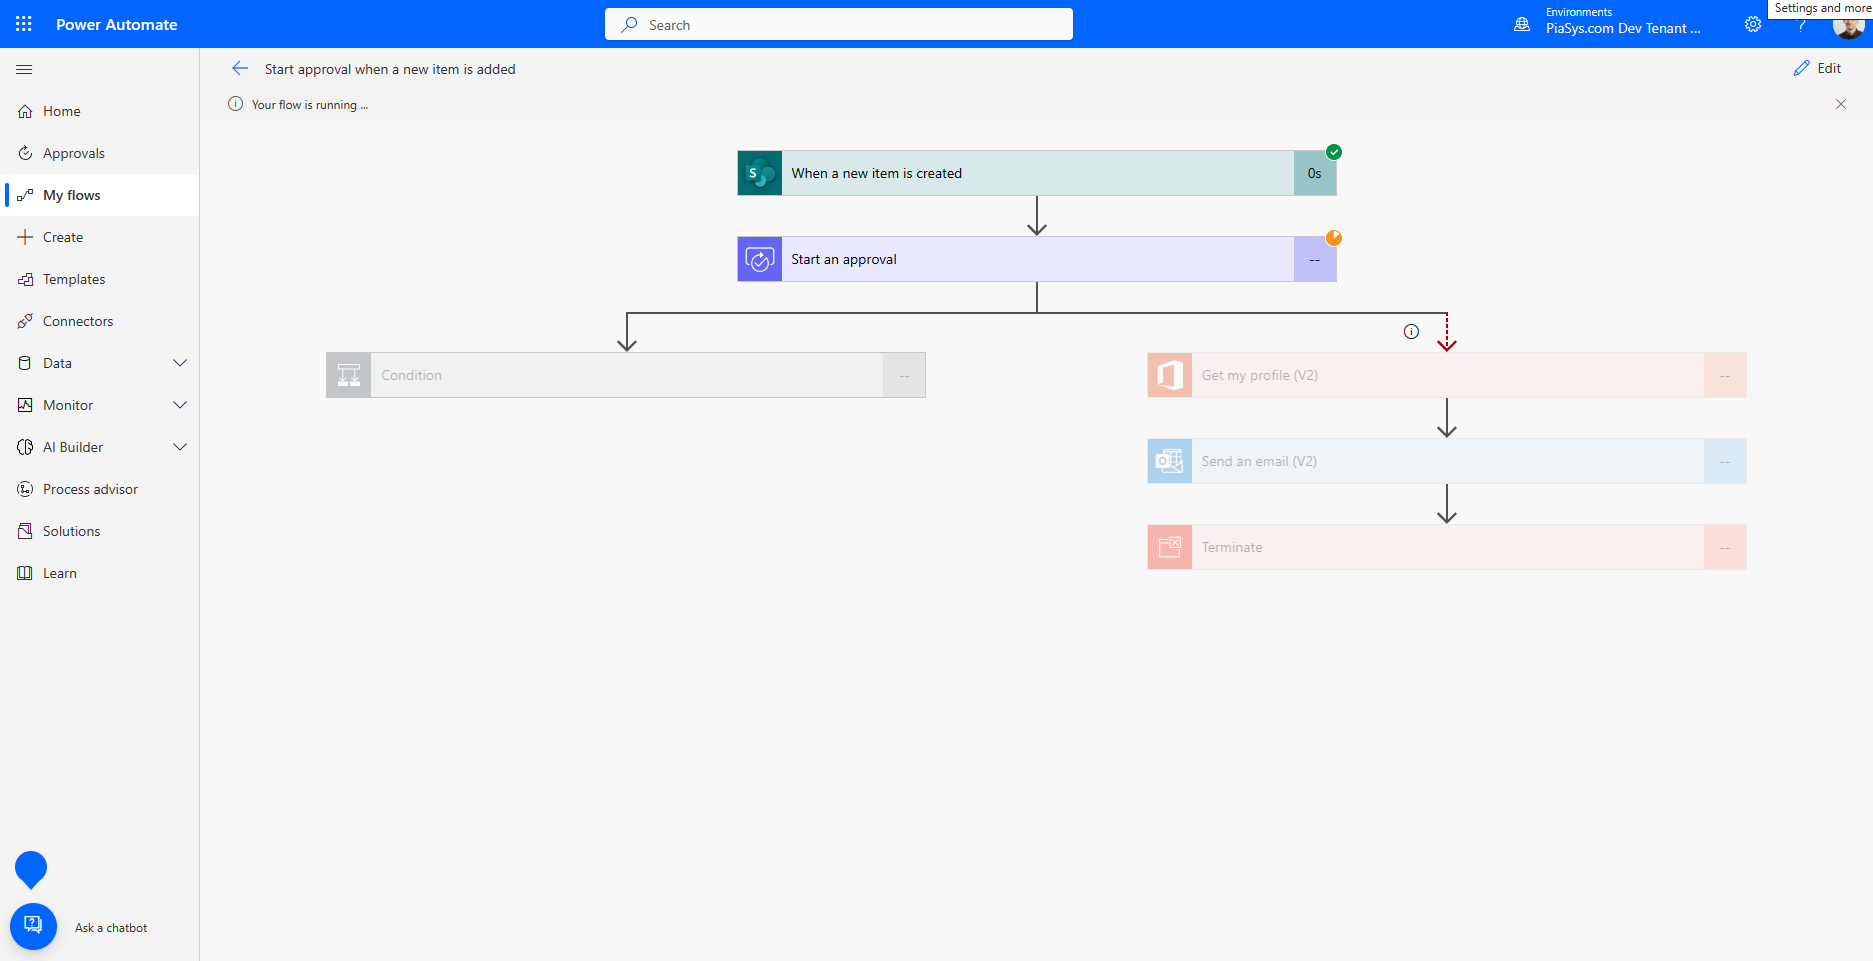 Power Automate
Search
Environments
PiaSys.com Dev Tenant ...
Settings and more
?
Start approval when a new item is added
Edit
Your flow is running ...
Home
Approvals
My flows
Create
Templates
Connectors
Data
Monitor
AI Builder
Process advisor
Solutions
Learn
S
When a new item is created
0s
Start an approval
--
Condition
--
Get my profile (V2)
--
Send an email (V2)
--
Terminate
--
Ask a chatbot